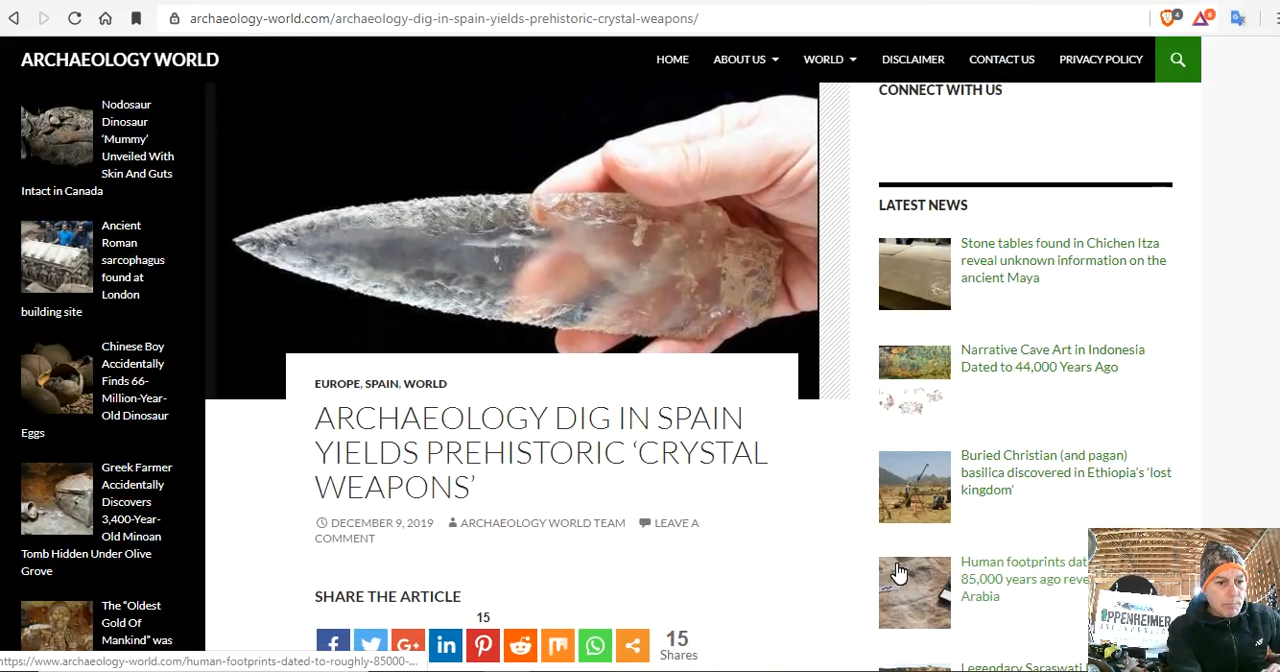 archaeology-world.com/archaeology-dig-in-spain-yields-prehistoric-crystal-weapons/
4
8
ARCHAEOLOGY WORLD
HOME
ABOUT US
WORLD
DISCLAIMER
CONTACT US
PRIVACY POLICY
Nodosaur
Dinosaur
‘Mummy’
Unveiled With
Skin And Guts
Intact in Canada
Ancient
Roman
sarcophagus
found at
London
building site
Chinese Boy
Accidentally
Finds 66-
Million-Year-
Old Dinosaur
Eggs
Greek Farmer
Accidentally
Discovers
3,400-Year-
Old Minoan
Tomb Hidden Under Olive
Grove
The “Oldest
Gold Of
Mankind” was
EUROPE, SPAIN, WORLD
ARCHAEOLOGY DIG IN SPAIN
YIELDS PREHISTORIC ‘CRYSTAL
WEAPONS’
DECEMBER 9, 2019
ARCHAEOLOGY WORLD TEAM
LEAVE A
COMMENT
SHARE THE ARTICLE
15
15
Shares
CONNECT WITH US
LATEST NEWS
Stone tables found in Chichen Itza
reveal unknown information on the
ancient Maya
Narrative Cave Art in Indonesia
Dated to 44,000 Years Ago
Buried Christian (and pagan)
basilica discovered in Ethiopia’s ‘lost
kingdom’
Human footprints dat
85,000 years ago reve
Arabia
Legendary Saraswati
https://www.archaeology-world.com/human-footprints-dated-to-roughly-85000-...